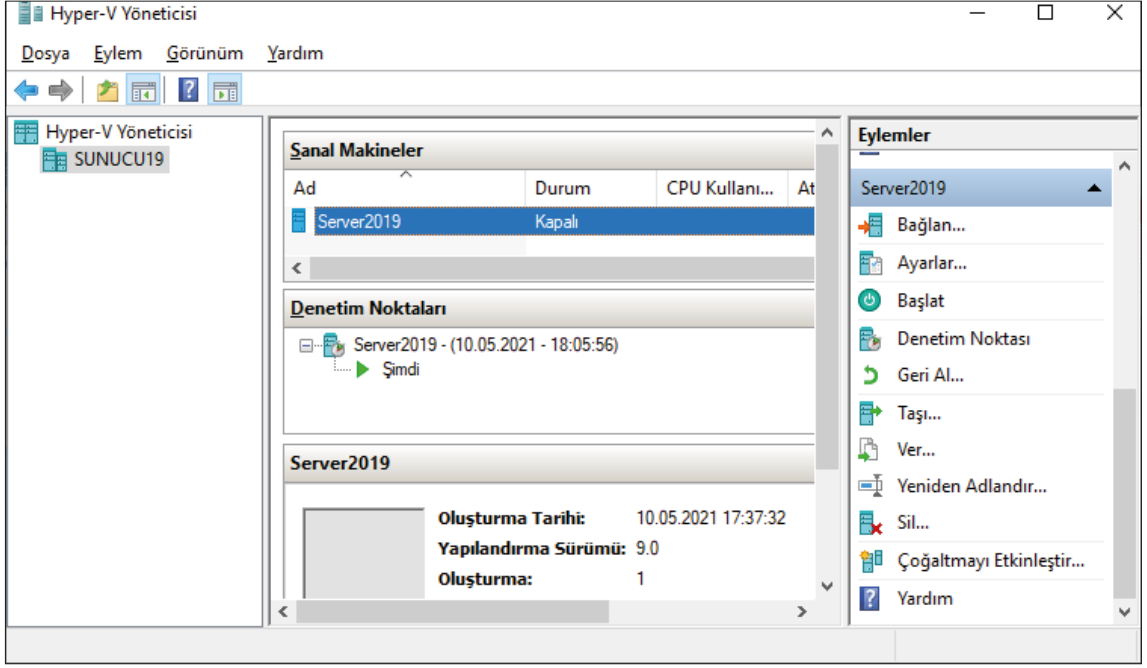 Hyper-V Yöneticisi
Dosya Eylem Görünüm Yardım
Hyper-V Yöneticisi
SUNUCU19
Sanal Makineler
Ad Durum CPU Kullanı... At
Server2019 Kapalı
Denetim Noktaları
Server2019 - (10.05.2021 - 18:05:56)
Şimdi
Server2019
Oluşturma Tarihi: 10.05.2021 17:37:32
Yapılandırma Sürümü: 9.0
Oluşturma: 1
Eylemler
Server2019
Bağlan...
Ayarlar...
Başlat
Denetim Noktası
Geri Al...
Taşı...
Ver...
Yeniden Adlandır...
Sil...
Çoğaltmayı Etkinleştir...
Yardım